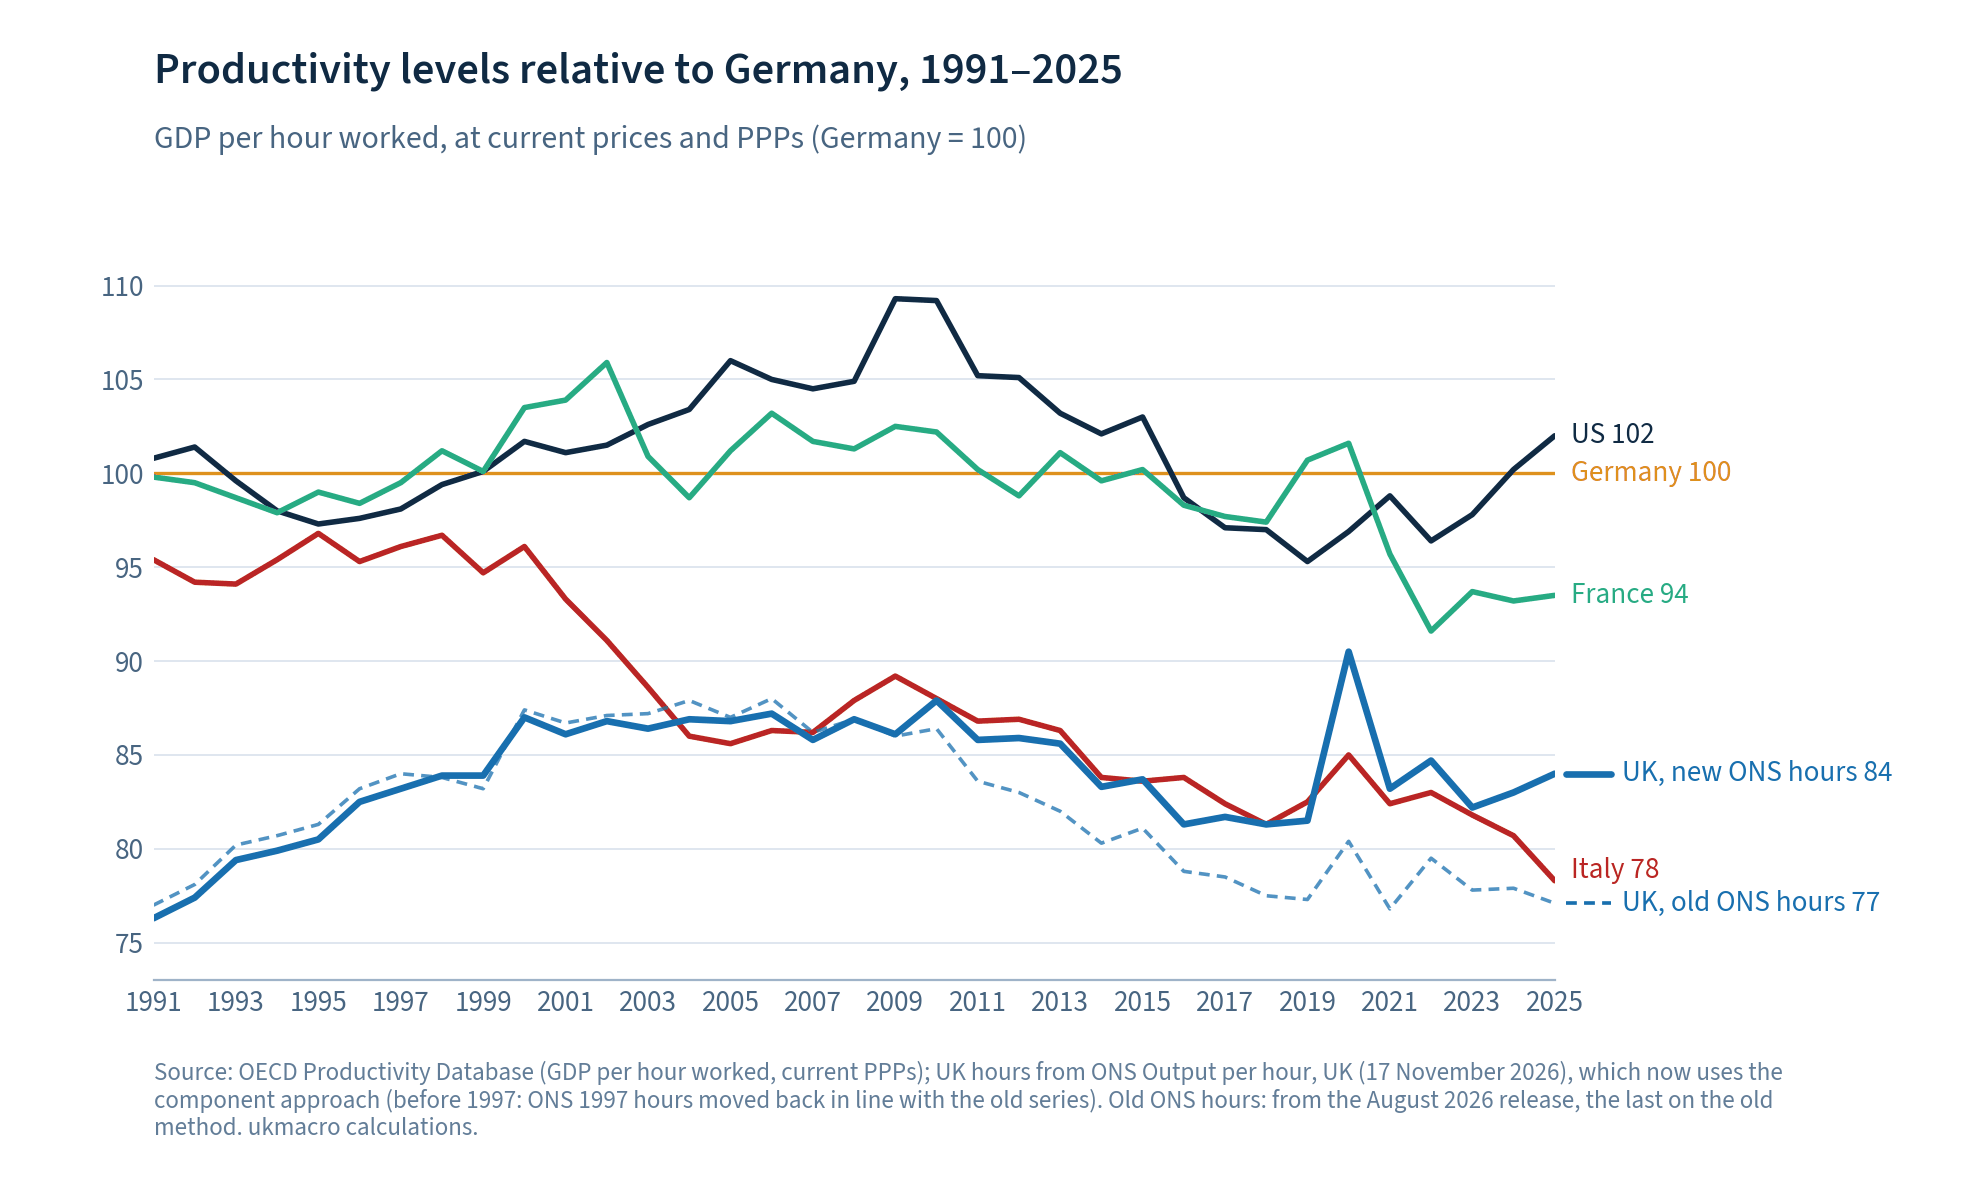 Productivity levels relative to Germany, 1991–2025
GDP per hour worked, at current prices and PPPs (Germany = 100)
110
105
100
95
90
85
80
75
US 102
Germany 100
France 94
UK, new ONS hours 84
Italy 78
UK, old ONS hours 77
1991 1993 1995 1997 1999 2001 2003 2005 2007 2009 2011 2013 2015 2017 2019 2021 2023 2025
Source: OECD Productivity Database (GDP per hour worked, current PPPs); UK hours from ONS Output per hour, UK (17 November 2026), which now uses the
component approach (before 1997: ONS 1997 hours moved back in line with the old series). Old ONS hours: from the August 2026 release, the last on the old
method. ukmacro calculations.